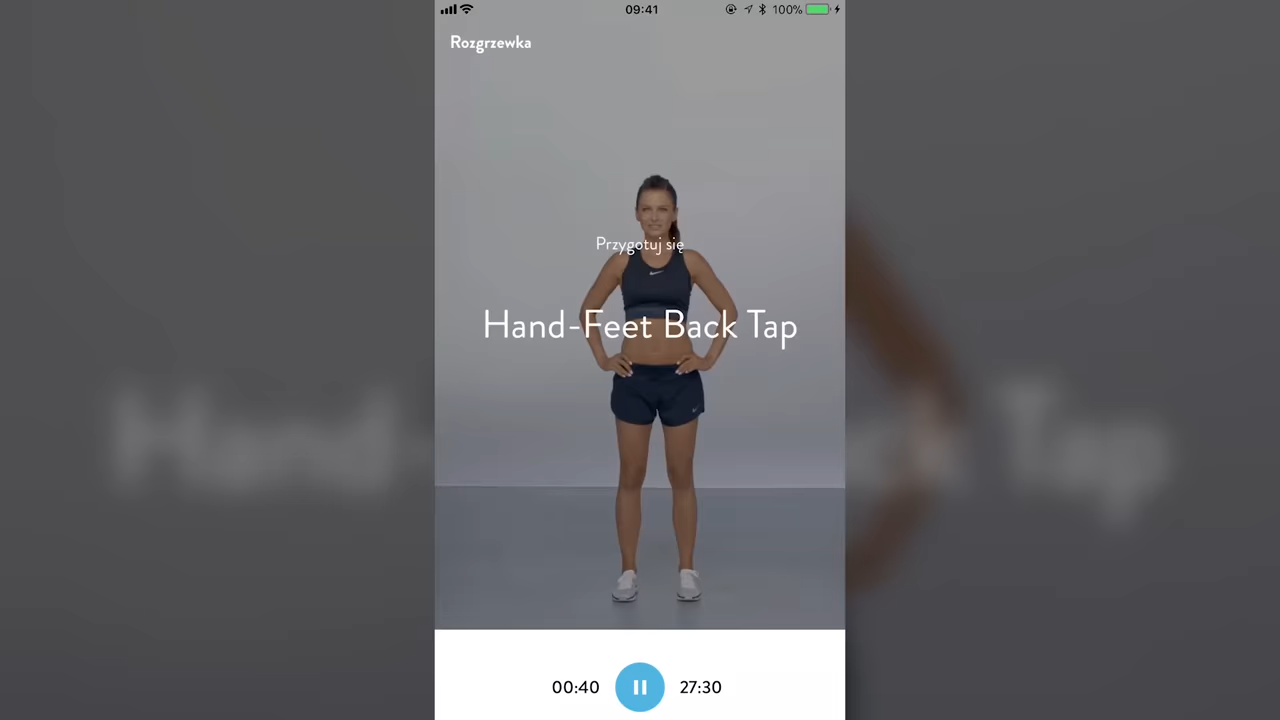 09:41
100%
Rozgrzewka
Przygotuj się
Hand-Feet Back Tap
00:40
27:30